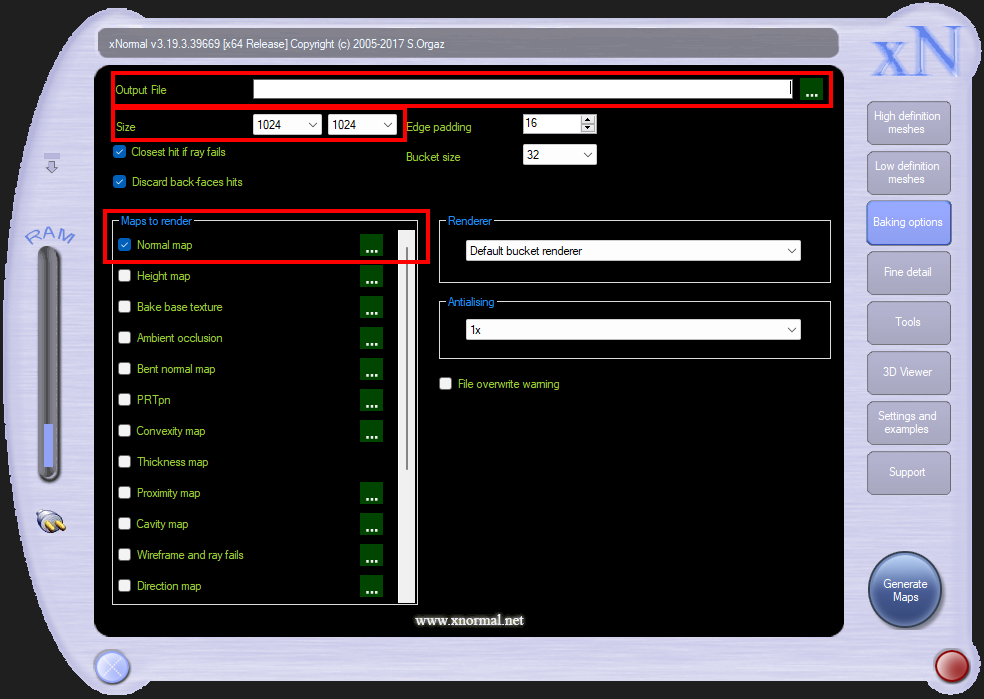 xNormal v3.19.3.39669 [x64 Release] Copyright (c) 2005-2017 S.Orgaz
xN
Output File
...
Size
1024
1024
Edge padding
16
Closest hit if ray fails
Bucket size
32
Discard back-faces hits
RAM
Maps to render
Normal map
...
Height map
...
Bake base texture
...
Ambient occlusion
...
Bent normal map
...
PRTpn
...
Convexity map
...
Thickness map
Proximity map
...
Cavity map
...
Wireframe and ray fails
...
Direction map
...
Renderer
Default bucket renderer
Antialising
1x
File overwrite warning
www.xnormal.net
High definition
meshes
Low definition
meshes
Baking options
Fine detail
Tools
3D Viewer
Settings and
examples
Support
Generate
Maps